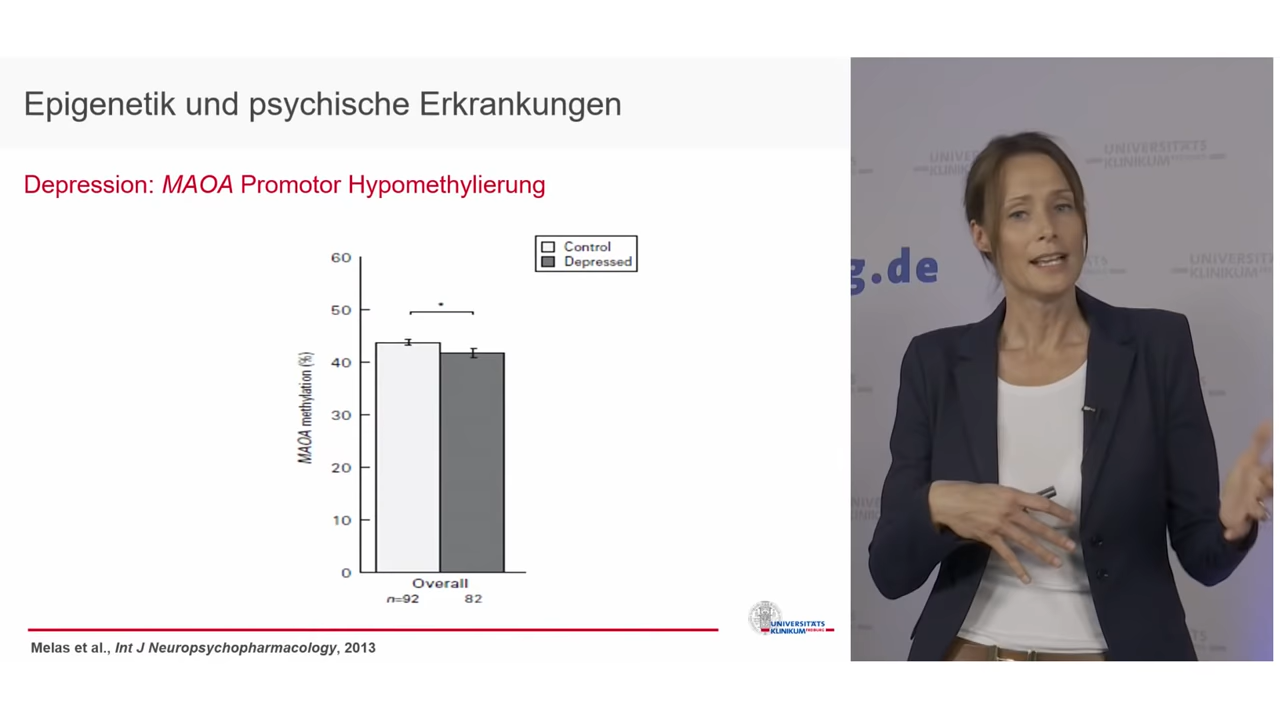 Epigenetik und psychische Erkrankungen
Depression: MAOA Promotor Hypomethylierung
Control
Depressed
60
50
40
30
20
10
0
*
MAOA methylation (%)
Overall
n=92 82
UNIVERSITÄTS
KLINIKUM FREIBURG
Melas et al., Int J Neuropsychopharmacology, 2013
UNIVERSITÄTS
KLINIKUM
UNIVERSITÄTS
KLINIKUM
g.de